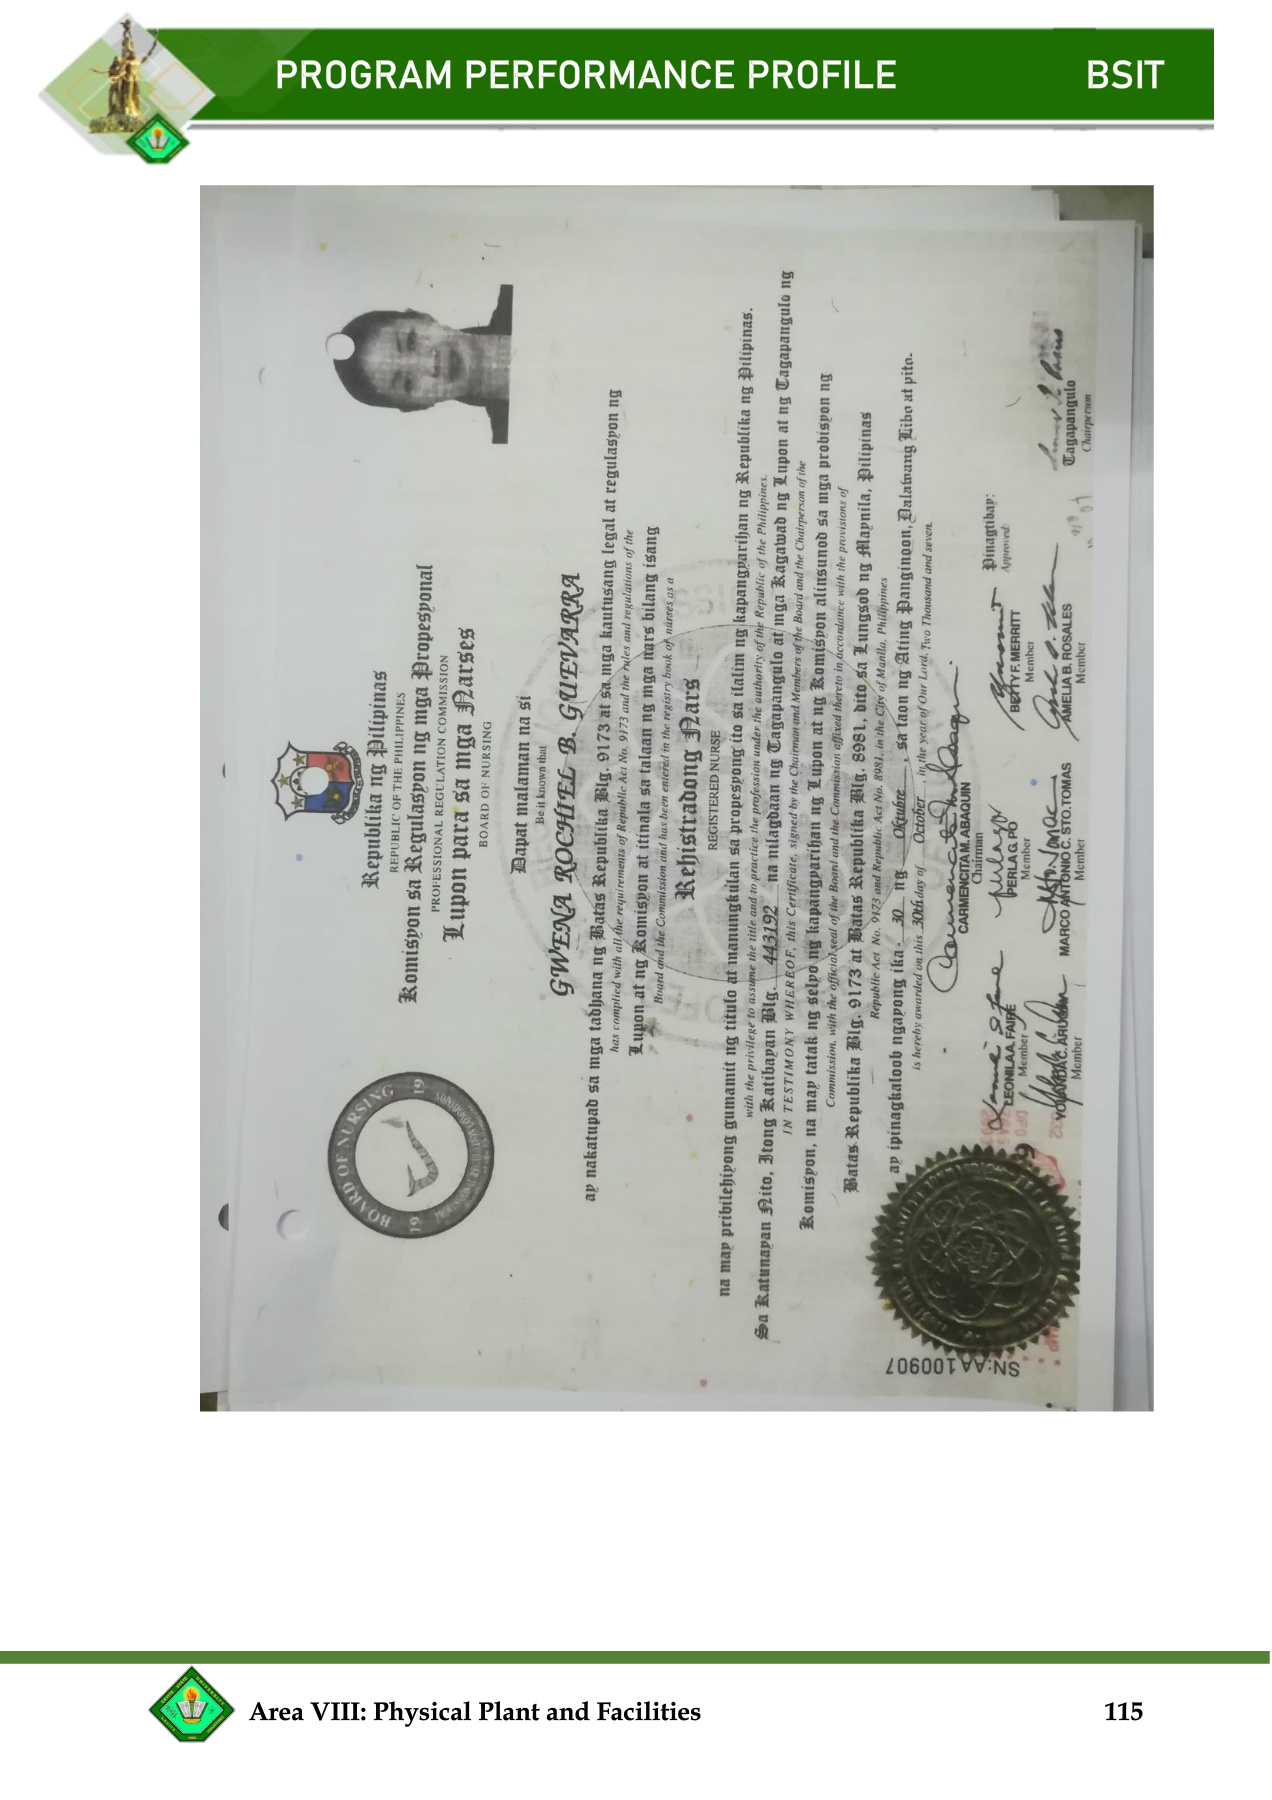 PROGRAM PERFORMANCE PROFILE BSIT
BOARD OF NURSING
19 19
Republika ng Pilipinas
REPUBLIC OF THE PHILIPPINES
Komisyon sa Regulasyon ng mga Propesyonal
PROFESSIONAL REGULATION COMMISSION
Lupon para sa mga Narses
BOARD OF NURSING
Dapat malaman na si
Be it known that
GWENA ROCHIEL B. GUEVARRA
ay nakatupad sa mga tadhana ng Batas Republika Blg. 9173 at sa mga kautusang legal at regulasyon ng
has complied with all the requirements of Republic Act No. 9173 and the rules and regulations of the
Lupon at ng Komisyon at itinala sa talaan ng mga nars bilang isang
Board and the Commission and has been entered in the registry book of nurses as a
Rehistradong Nars
REGISTERED NURSE
na may pribilehiyong gumamit ng titulo at manungkulan sa propesyong ito sa ilalim ng kapangyarihan ng Republika ng Pilipinas.
with the privilege to assume the title and to practice the profession under the authority of the Republic of the Philippines.
Sa Katunayan Nito, Itong Katibayan Blg. 443192 na nilagdaan ng Tagapangulo at mga Kagawad ng Lupon at ng Tagapangulo ng
IN TESTIMONY WHEREOF, this Certificate, signed by the Chairman and Members of the Board and the Chairperson of the
Komisyon, na may tatak ng selyo ng kapangyarihan ng Lupon at ng Komisyon alinsunod sa mga probisyon ng
Commission, with the official seal of the Board and the Commission affixed thereto in accordance with the provisions of
Batas Republika Blg. 9173 at Batas Republika Blg. 8981, dito sa Lungsod ng Maynila, Pilipinas
Republic Act No. 9173 and Republic Act No. 8981, in the City of Manila, Philippines
ay ipinagkaloob ngayong ika - 30 ng Oktubre, sa taon ng Ating Panginoon, Dalawang Libo at pito.
is hereby awarded on this 30th day of October, in the year of Our Lord, Two Thousand and seven.
CARMENCITA M. ABAQUIN
Chairman
LEONILA A. FAIRE
Member
PERLA G. PO
Member
BETTY F. MERRITT
Member
Pinagtibay:
Approved:
YOLANDA C. ARUGAY
Member
MARCO ANTONIO C. STO. TOMAS
Member
AMELIA B. ROSALES
Member
Tagapangulo
Chairperson
SN:AA100907
Area VIII: Physical Plant and Facilities 115